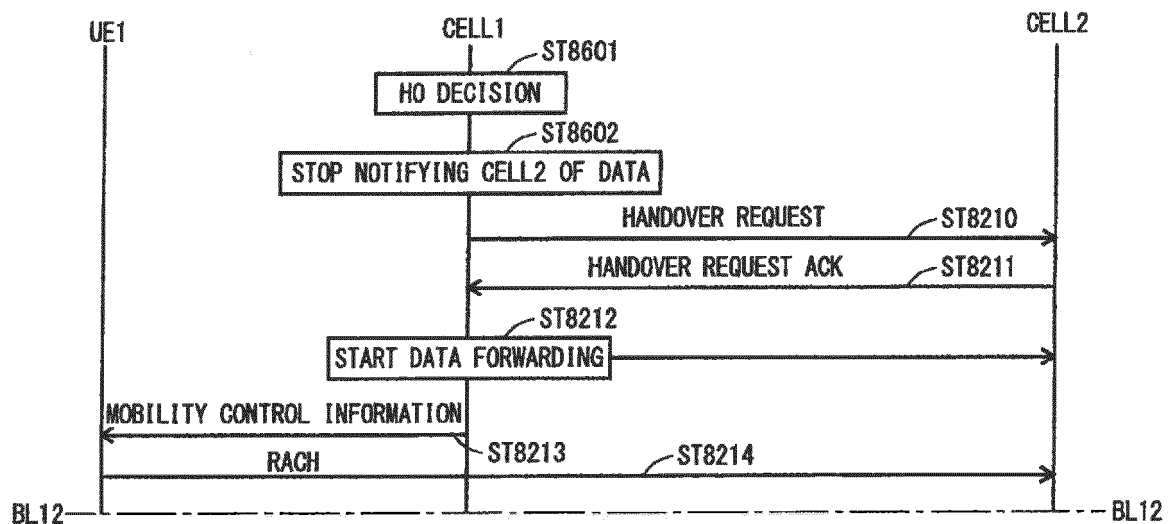 UE1
CELL1
CELL2
ST8601
HO DECISION
ST8602
STOP NOTIFYING CELL2 OF DATA
HANDOVER REQUEST
ST8210
HANDOVER REQUEST ACK
ST8211
ST8212
START DATA FORWARDING
MOBILITY CONTROL INFORMATION
ST8213
RACH
ST8214
BL12
BL12